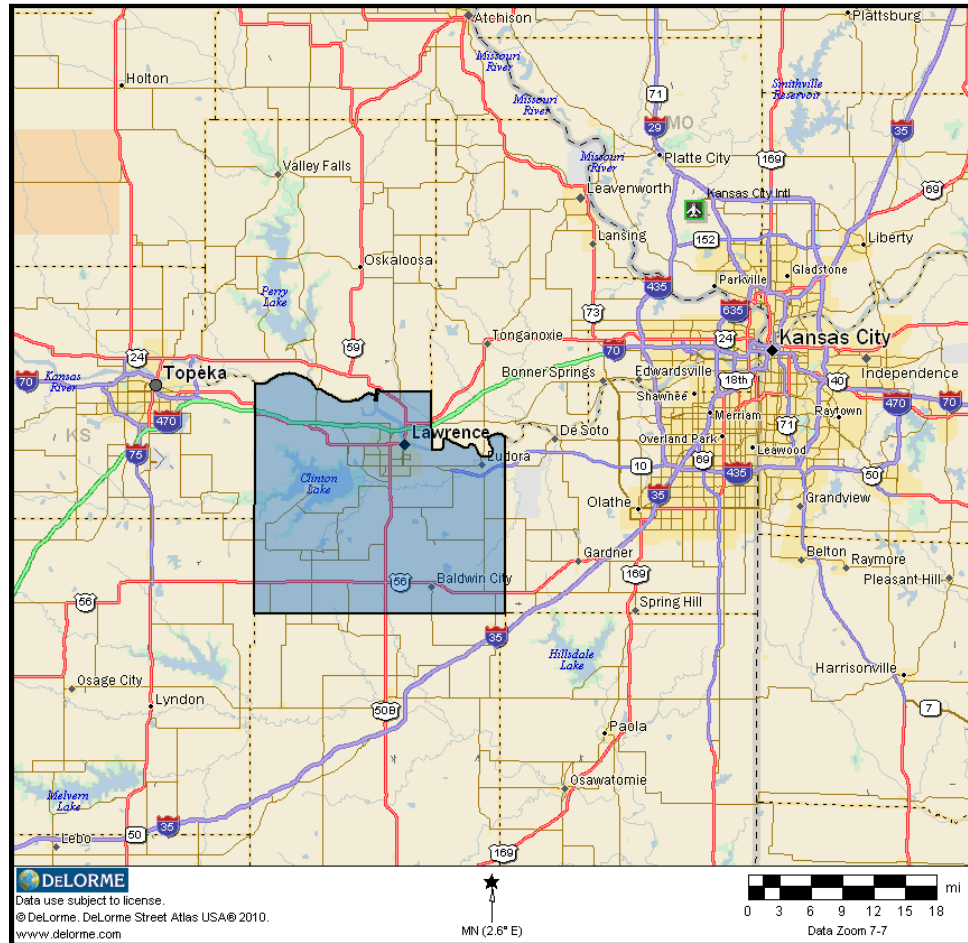 Atchison
Plattsburg
Holton
Missouri
River
Smithville
Reservoir
71
MO
Missouri
River
29
35
169
Platte City
Valley Falls
Missouri
River
Leavenworth
Kansas City Intl
69
Lansing
152
Liberty
Oskaloosa
Gladstone
Perry
Lake
435
Parkville
635
73
Tonganoxie
24
59
24
70
Kansas City
70
Kansas
River
Topeka
Bonner Springs
Edwardsville
18th
40
Independence
Shawnee
470
70
470
Merriam
Raytown
KS
Lawrence
De Soto
Overland Park
71
75
Eudora
10
69
Leawood
435
50
Clinton
Lake
35
Olathe
Grandview
Gardner
Belton
56
Baldwin City
169
Raymore
Pleasant Hill
56
Spring Hill
35
Hillsdale
Lake
Harrisonville
Osage City
Lyndon
50B
7
Paola
Osawatomie
Melvern
Lake
35
50
Lebo
169
DELORME
Data use subject to license.
© DeLorme. DeLorme Street Atlas USA® 2010.
www.delorme.com
MN (2.6° E)
mi
0 3 6 9 12 15 18
Data Zoom 7-7